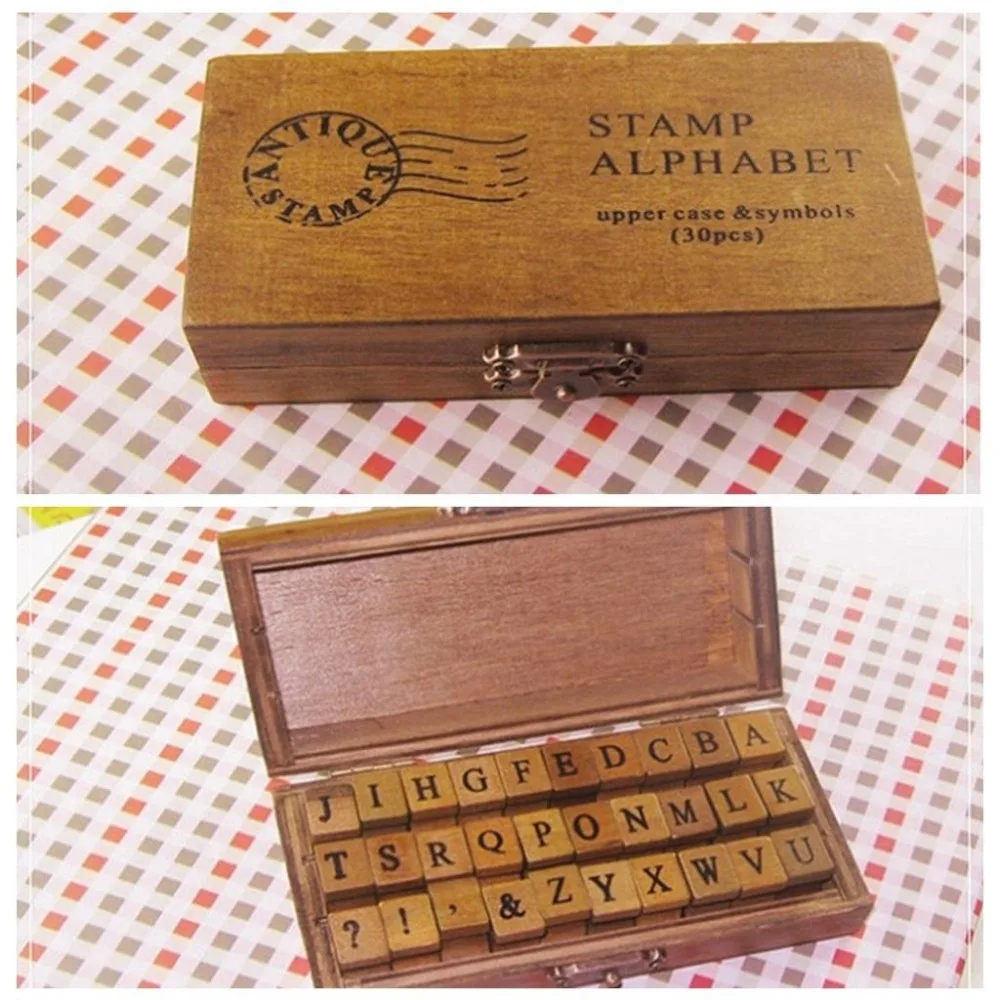 ANTIQUE
STAMP
STAMP
ALPHABET
upper case &symbols
(30pcs)
J I H G F E D C B A
T S R Q P O N M L K
? ! , & Z Y X W V U